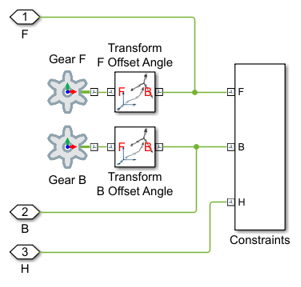 1
F
Gear F
Transform
F Offset Angle
F
B
F
Gear B
F
B
Transform
B Offset Angle
B
2
B
3
H
H
Constraints